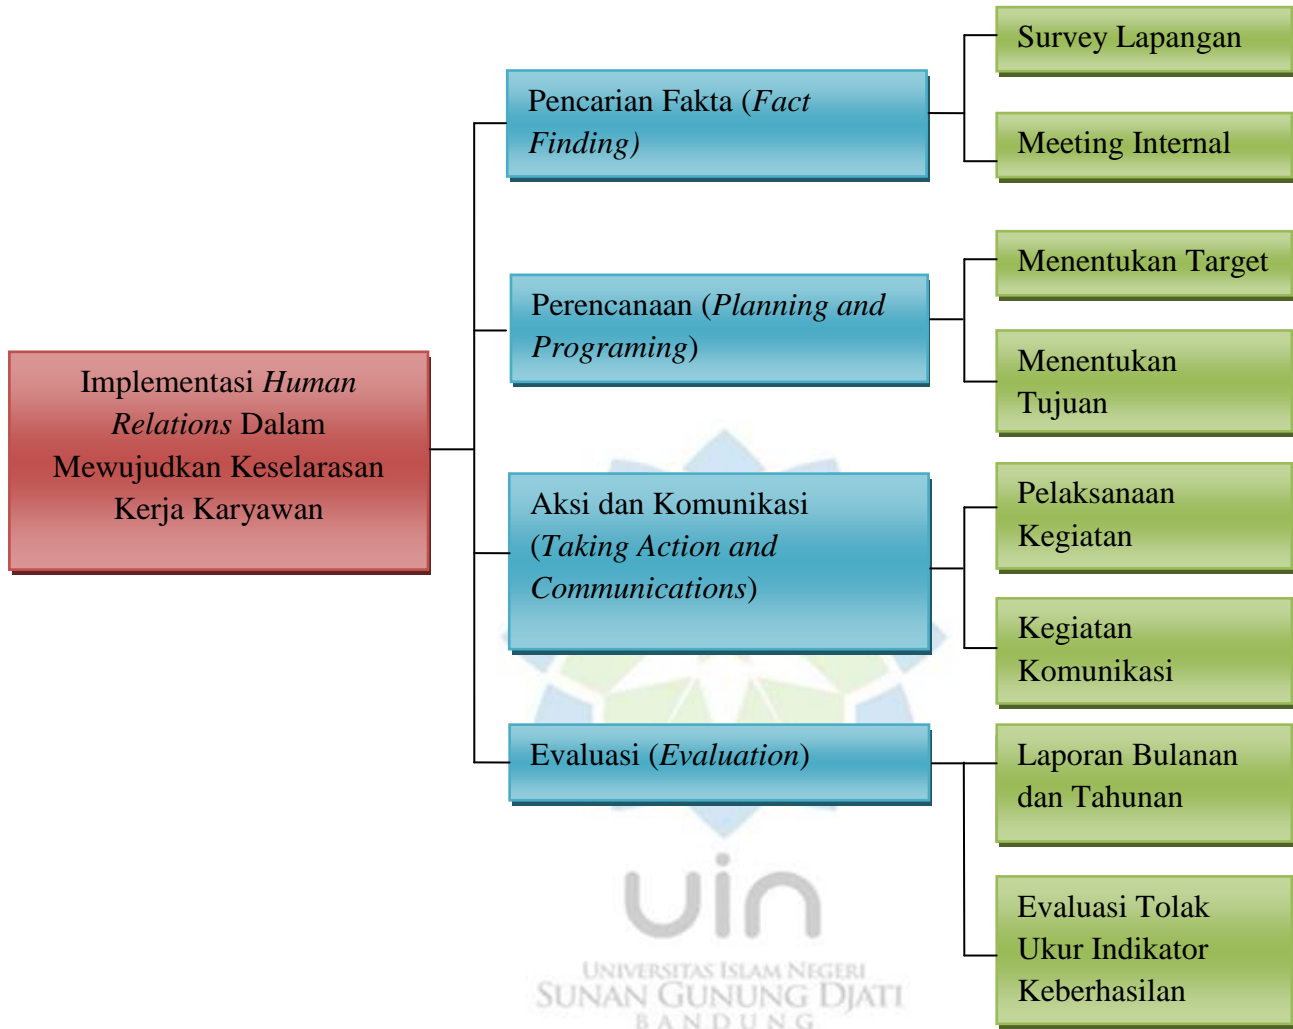 Implementasi Human
Relations Dalam
Mewujudkan Keselarasan
Kerja Karyawan
Pencarian Fakta (Fact
Finding)
Survey Lapangan
Meeting Internal
Perencanaan (Planning and
Programing)
Menentukan Target
Menentukan
Tujuan
Aksi dan Komunikasi
(Taking Action and
Communications)
Pelaksanaan
Kegiatan
Kegiatan
Komunikasi
Evaluasi (Evaluation)
Laporan Bulanan
dan Tahunan
Evaluasi Tolak
Ukur Indikator
Keberhasilan
uin
UNIVERSITAS ISLAM NEGERI
SUNAN GUNUNG DJATI
BANDUNG